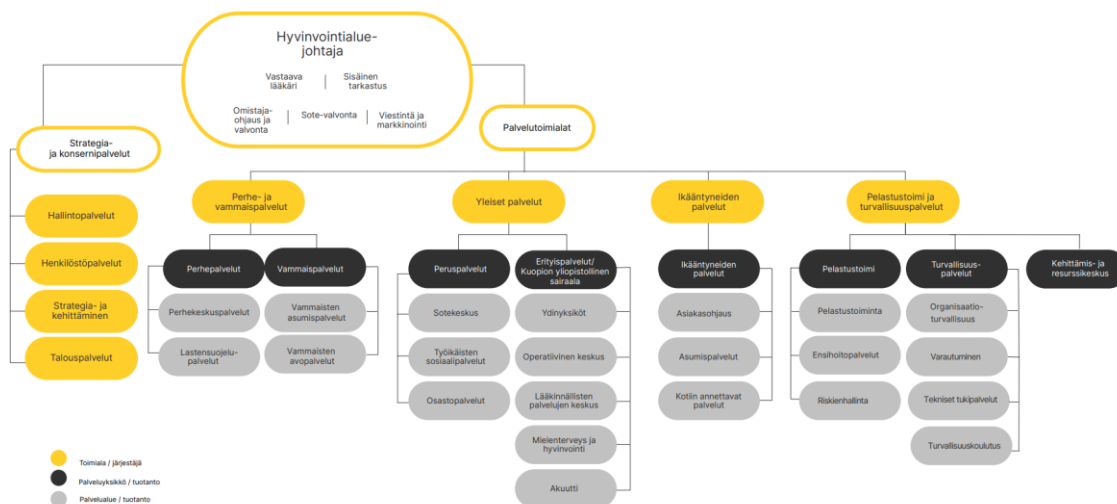 Hyvinvointialue-
johtaja
Vastaava
lääkäri
Sisäinen
tarkastus
Omistaja-
ohjaus ja
valvonta
Sote-valvonta
Viestintä ja
markkinointi
Strategia-
ja konsernipalvelut
Palvelutoimialat
Hallintopalvelut
Henkilöstöpalvelut
Strategia- ja
kehittäminen
Talouspalvelut
Perhe- ja
vammaispalvelut
Perhepalvelut
Perhekeskuspalvelut
Lastensuojelu-
palvelut
Vammaispalvelut
Vammaisten
asumispalvelut
Vammaisten
avopalvelut
Yleiset palvelut
Peruspalvelut
Sotekeskus
Työikäisten
sosiaalipalvelut
Osastopalvelut
Erityispalvelut/
Kuopion yliopistollinen
sairaala
Ydinyksiköt
Operatiivinen keskus
Lääkinnällisten
palvelujen keskus
Mielenterveys ja
hyvinvointi
Akuutti
Ikääntyneiden
palvelut
Ikääntyneiden
palvelut
Asiakasohjaus
Asumispalvelut
Kotiin annettavat
palvelut
Pelastustoimi ja
turvallisuuspalvelut
Pelastustoimi
Pelastustoiminta
Ensihoitopalvelut
Riskienhallinta
Turvallisuus-
palvelut
Organisaatio-
turvallisuus
Varautuminen
Tekniset tukipalvelut
Turvallisuuskoulutus
Kehittämis- ja
resurssikeskus
Toimiala / järjestäjä
Palveluyksikkö / tuotanto
Palvelualue / tuotanto